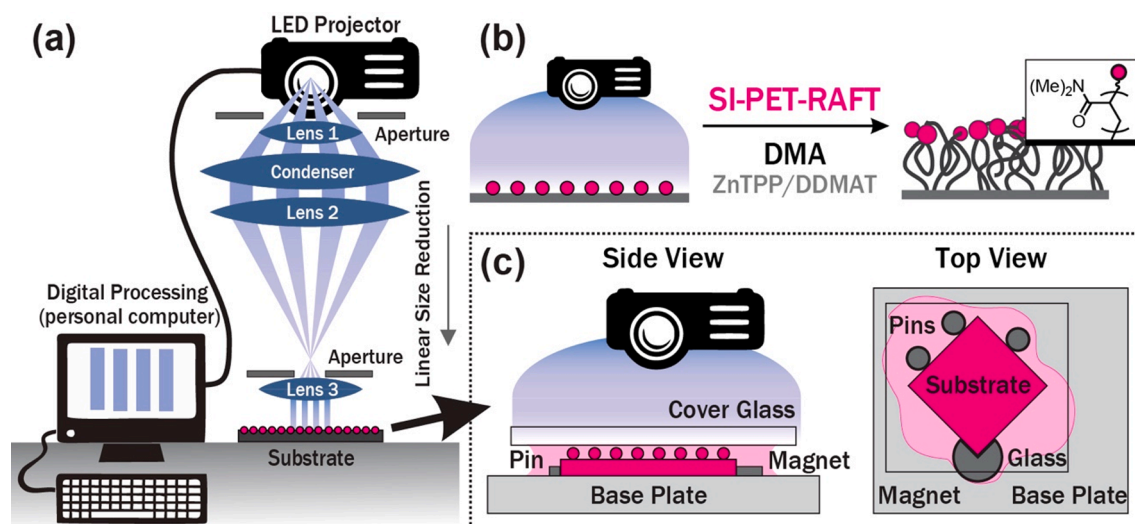 (a)
LED Projector
Lens 1
Aperture
Condenser
Lens 2
Linear Size Reduction
Digital Processing
(personal computer)
Aperture
Lens 3
Substrate
(b)
SI-PET-RAFT
DMA
ZnTPP/DDMAT
(Me)₂N
O
(c)
Side View
Cover Glass
Pin
Magnet
Base Plate
Top View
Pins
Substrate
Glass
Magnet
Base Plate